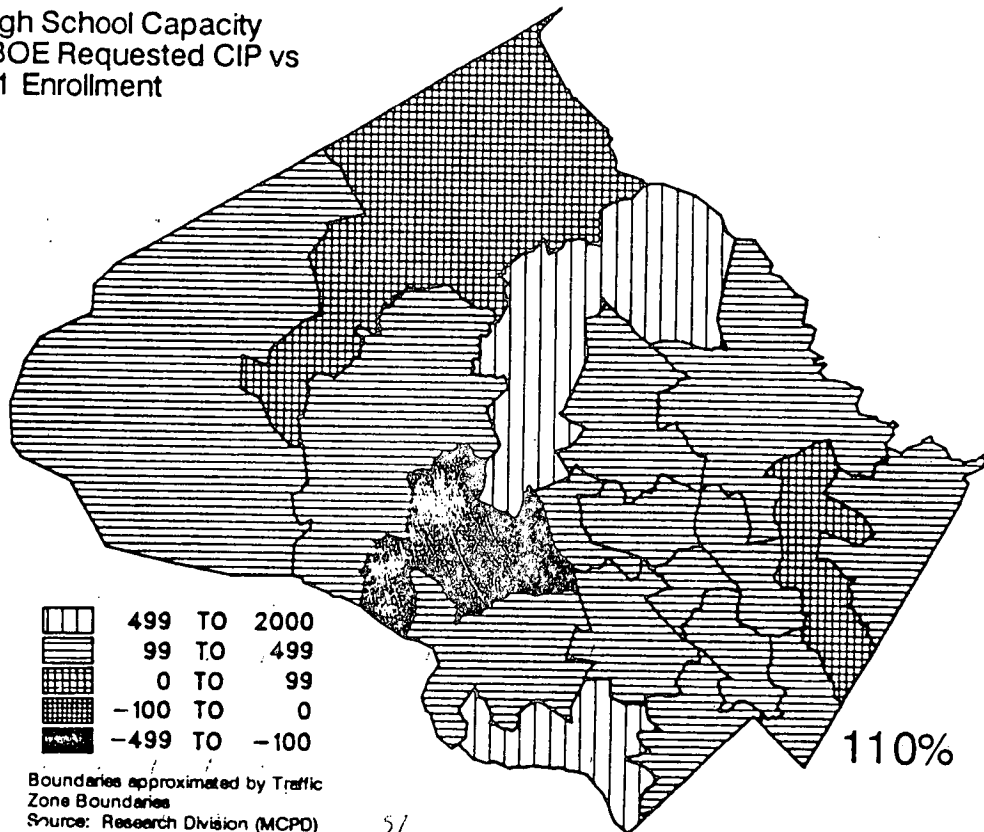 gh School Capacity
BOE Requested CIP vs
1 Enrollment
499 TO 2000
99 TO 499
0 TO 99
-100 TO 0
-499 TO -100
110%
Boundaries approximated by Traffic
Zone Boundaries
Source: Research Division (MCPD)
57